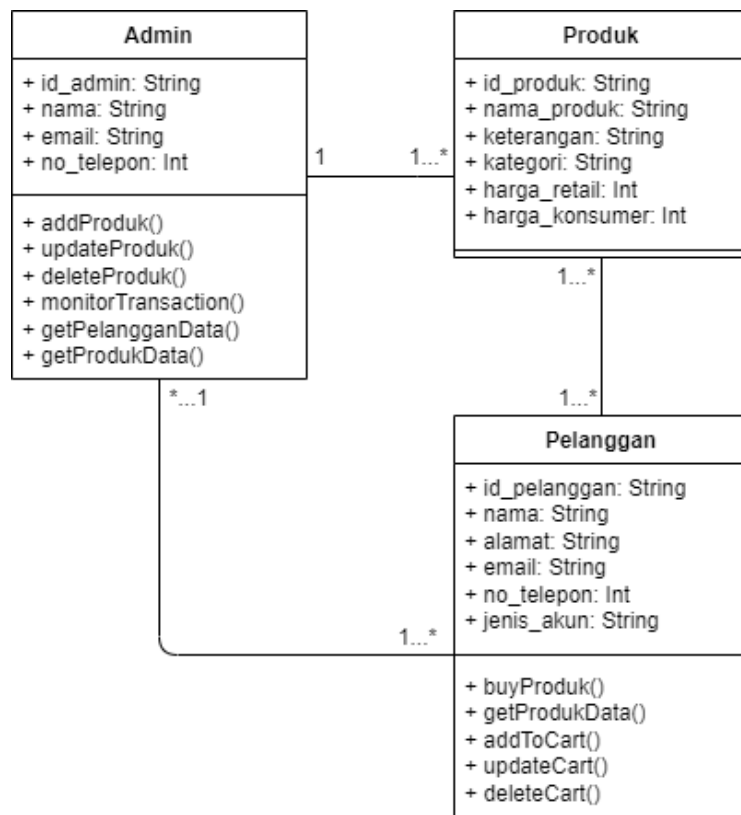 Admin
+ id_admin: String
+ nama: String
+ email: String
+ no_telepon: Int
+ addProduk()
+ updateProduk()
+ deleteProduk()
+ monitorTransaction()
+ getPelangganData()
+ getProdukData()
1
1...*
Produk
+ id_produk: String
+ nama_produk: String
+ keterangan: String
+ kategori: String
+ harga_retail: Int
+ harga_konsumer: Int
1...*
1...*
*...1
1...*
Pelanggan
+ id_pelanggan: String
+ nama: String
+ alamat: String
+ email: String
+ no_telepon: Int
+ jenis_akun: String
+ buyProduk()
+ getProdukData()
+ addToCart()
+ updateCart()
+ deleteCart()